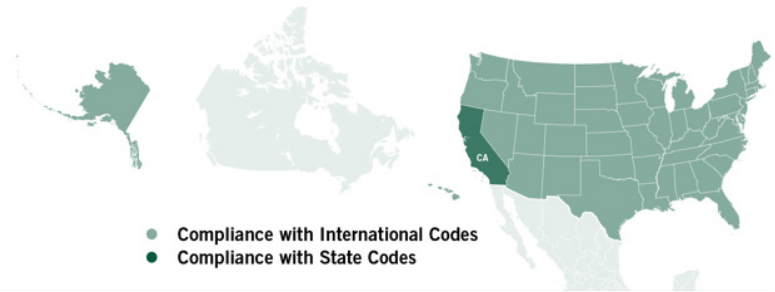 CA
Compliance with International Codes
Compliance with State Codes